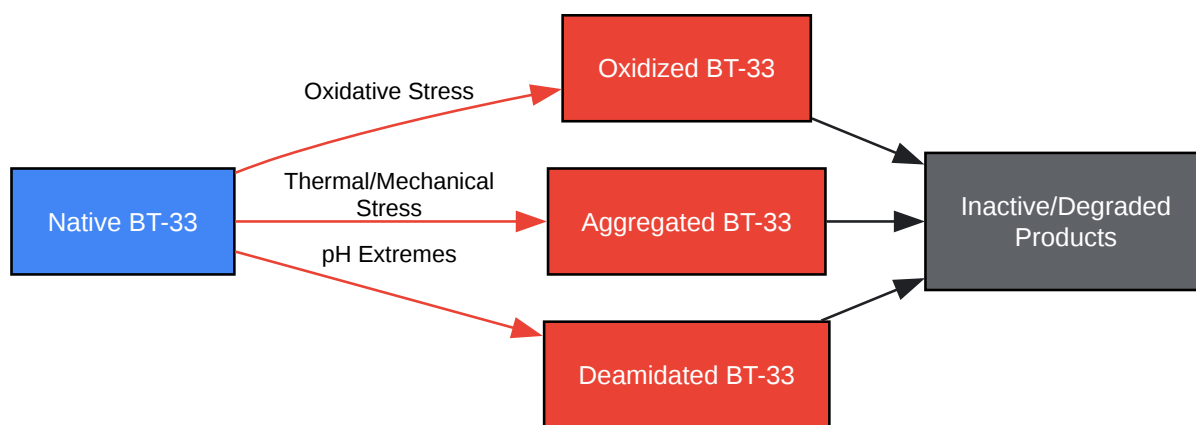 Oxidized BT-33
Oxidative Stress
Thermal/Mechanical
Stress
Native BT-33
Aggregated BT-33
Inactive/Degraded
Products
pH Extremes
Deamidated BT-33